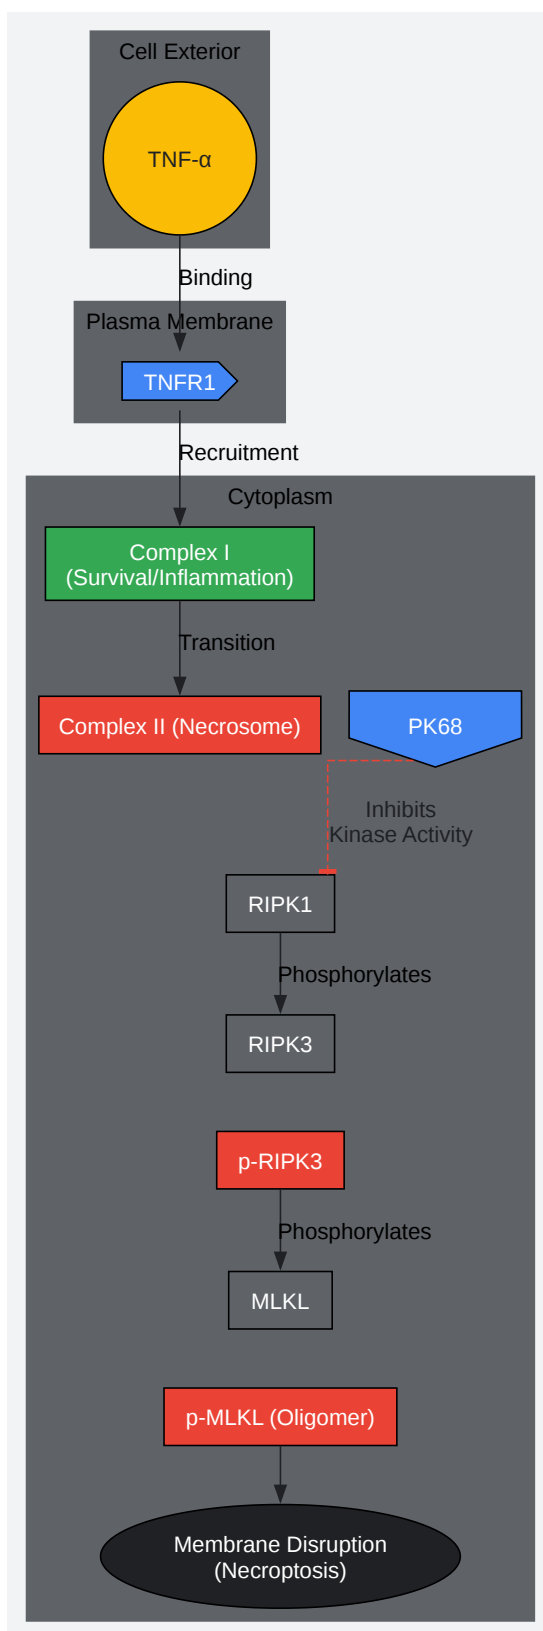 Cell Exterior
TNF-α
Binding
Plasma Membrane
TNFR1
Recruitment
Cytoplasm
Complex I
(Survival/Inflammation)
Transition
Complex II (Necrosome)
PK68
Inhibits
Kinase Activity
RIPK1
Phosphorylates
RIPK3
p-RIPK3
Phosphorylates
MLKL
p-MLKL (Oligomer)
Membrane Disruption
(Necroptosis)